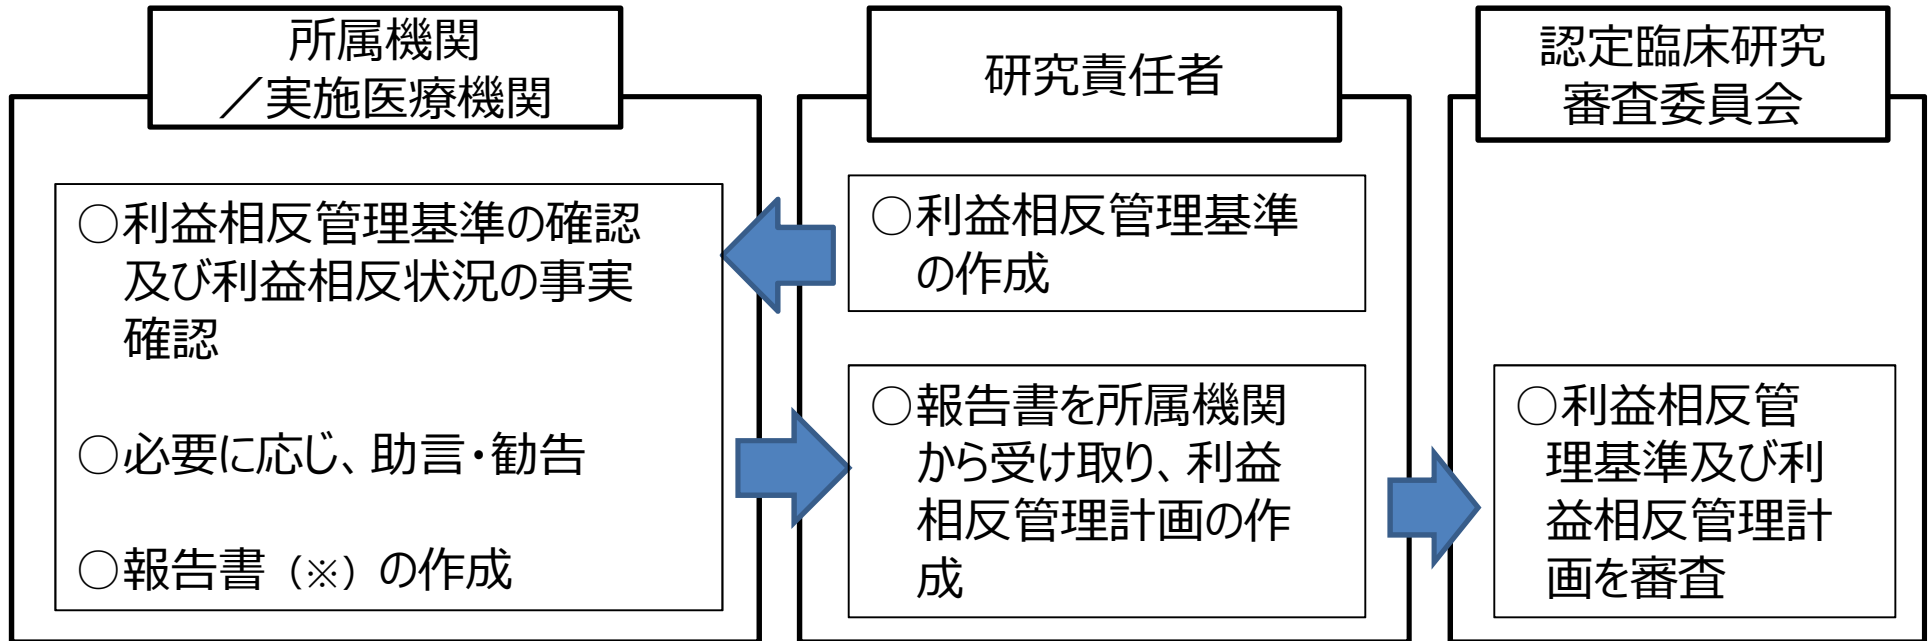 所属機関
／実施医療機関
○利益相反管理基準の確認
及び利益相反状況の事実
確認
○必要に応じ、助言・勧告
○報告書（※）の作成
研究責任者
○利益相反管理基準
の作成
○報告書を所属機関
から受け取り、利益
相反管理計画の作
成
認定臨床研究
審査委員会
○利益相反管
理基準及び利
益相反管理計
画を審査